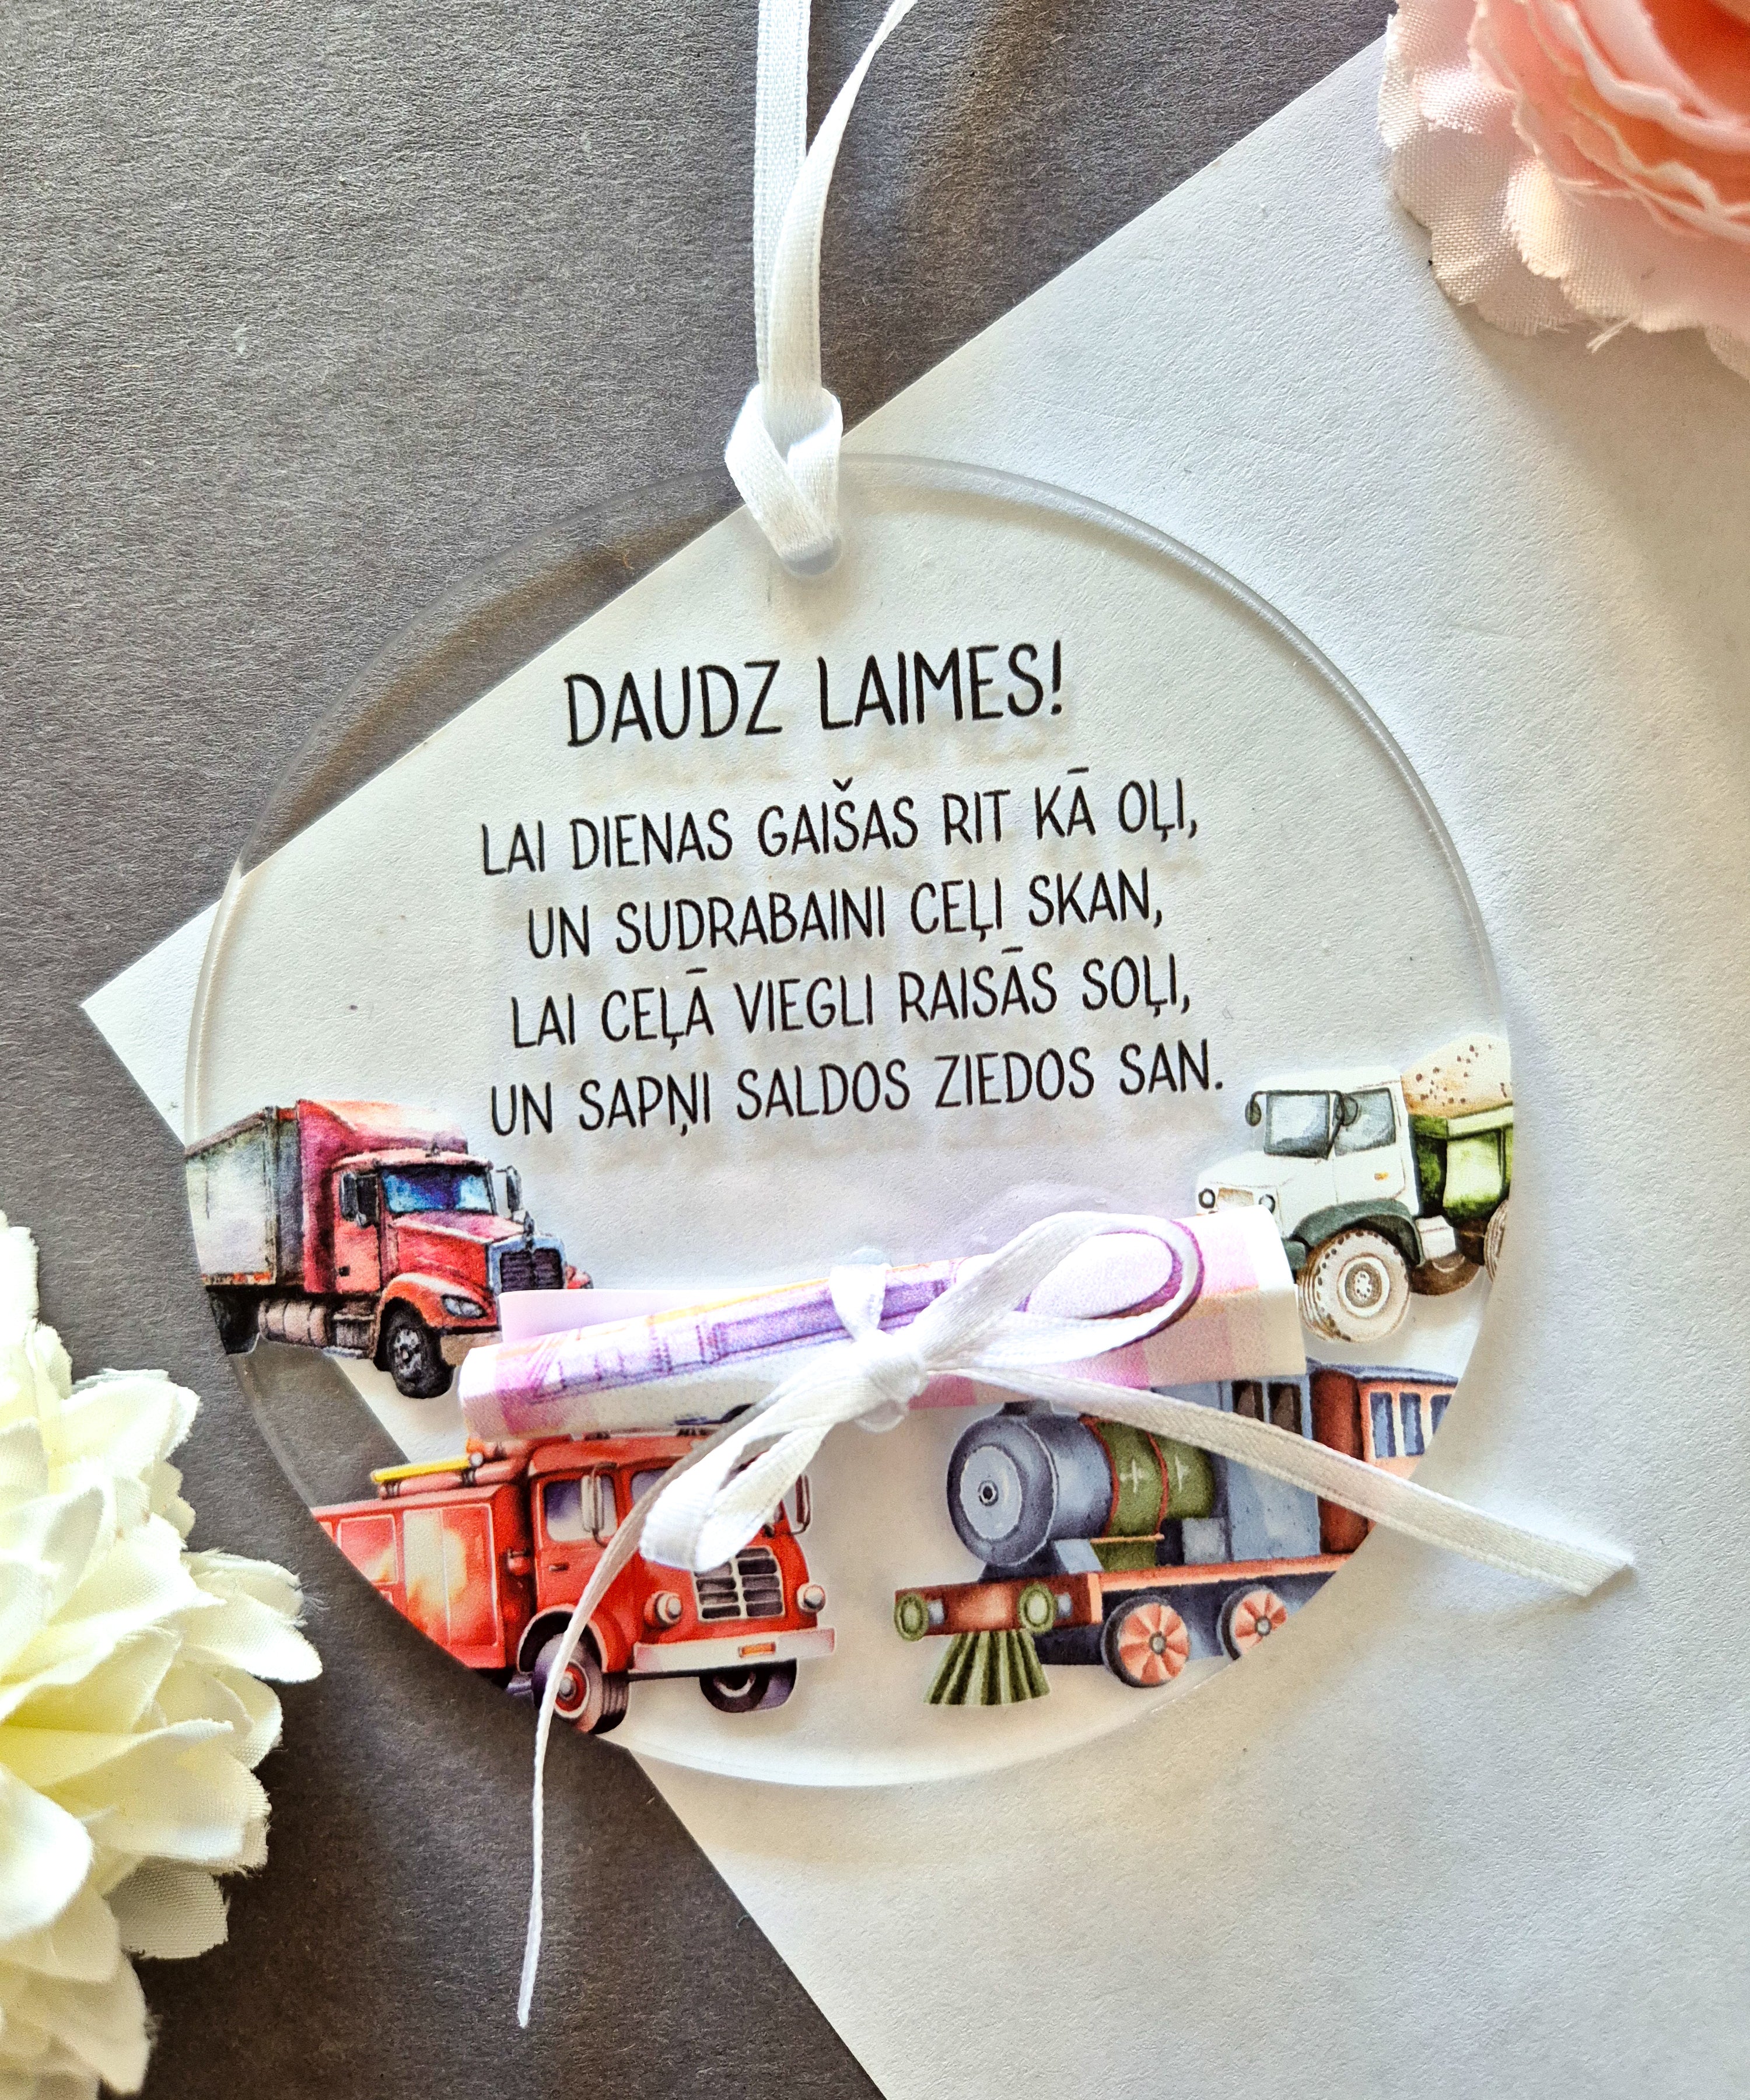 DAUDZ LAIMES!
LAI DIENAS GAIŠAS RIT KĀ OĻI,
UN SUDRABAINI CEĻI SKAN,
LAI CEĻĀ VIEGLI RAISĀS SOĻI,
UN SAPŅI SALDOS ZIEDOS SAN.